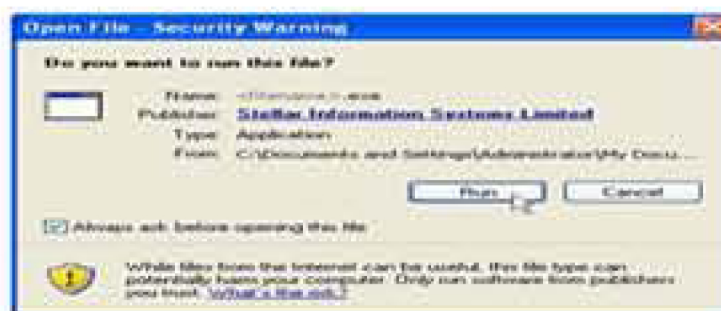 Open File - Security Warning
Do you want to run this file?
Name: <filename>.exe
Publisher: Stellar Information Systems Limited
Type: Application
From: C:\Documents and Settings\Administrator\My Docu...
Run
Cancel
Always ask before opening this file
While files from the Internet can be useful, this file type can
potentially harm your computer. Only run software from publishers
you trust. What's the risk?